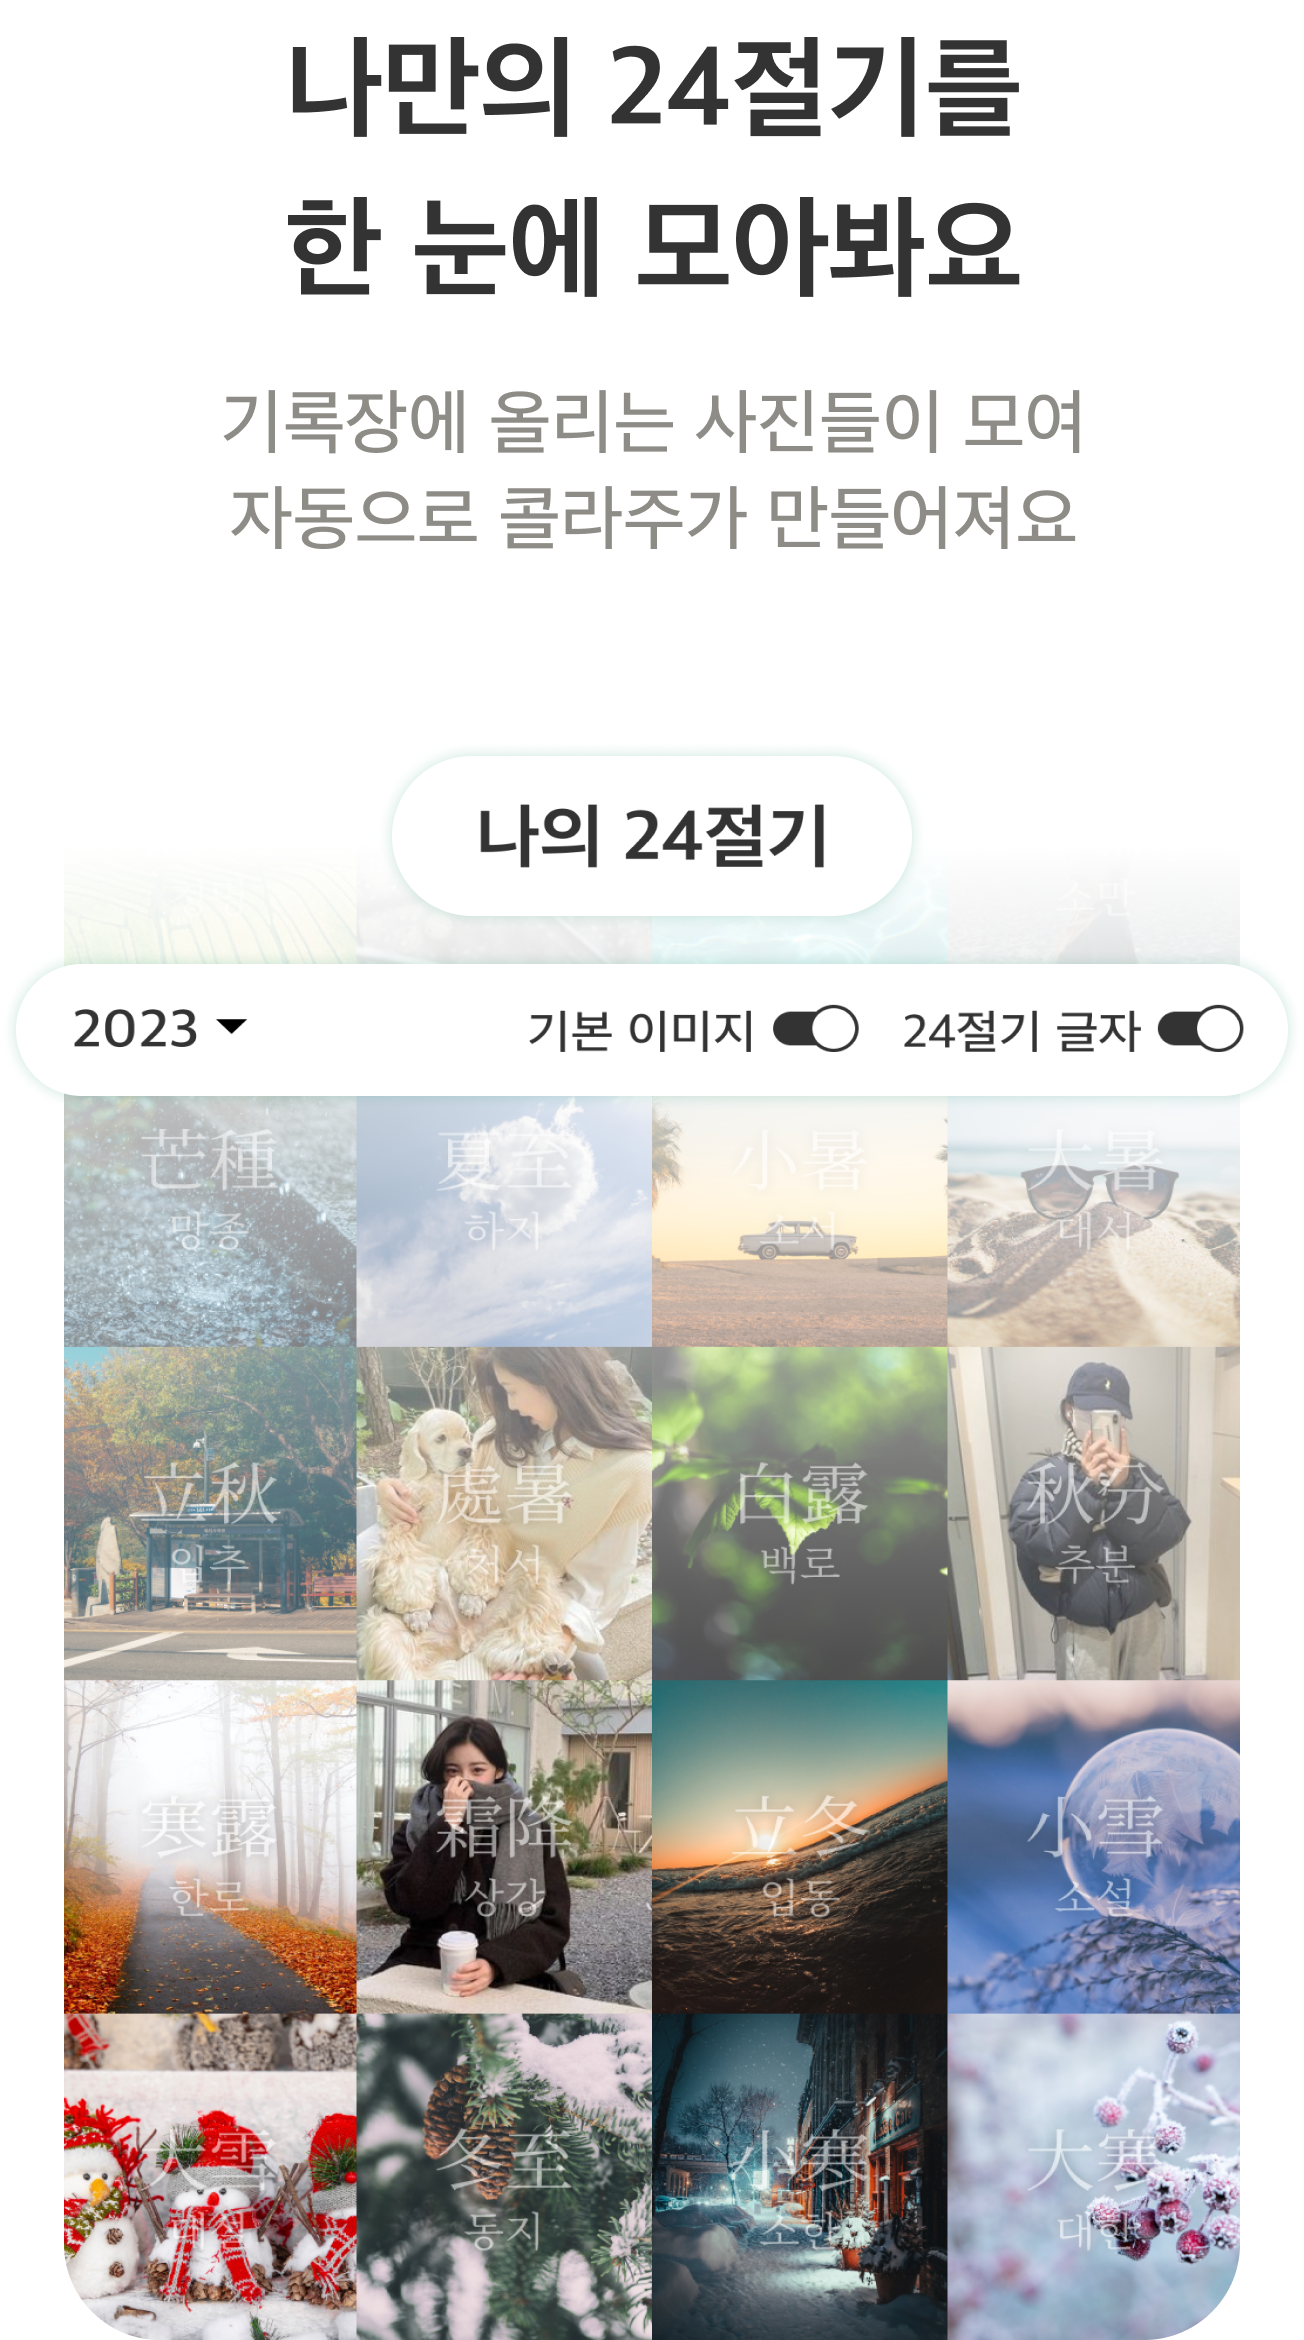 나만의 24절기를
한 눈에 모아봐요
기록장에 올리는 사진들이 모여
자동으로 콜라주가 만들어져요
나의 24절기
청명
소만
2023 기본 이미지 24절기 글자
芒種 夏至 小暑 大暑
망종 하지 소서 대서
立秋 處暑 白露 秋分
입추 처서 백로 추분
寒露 霜降 立冬 小雪
한로 상강 입동 소설
大雪 冬至 小寒 大寒
대설 동지 소한 대한